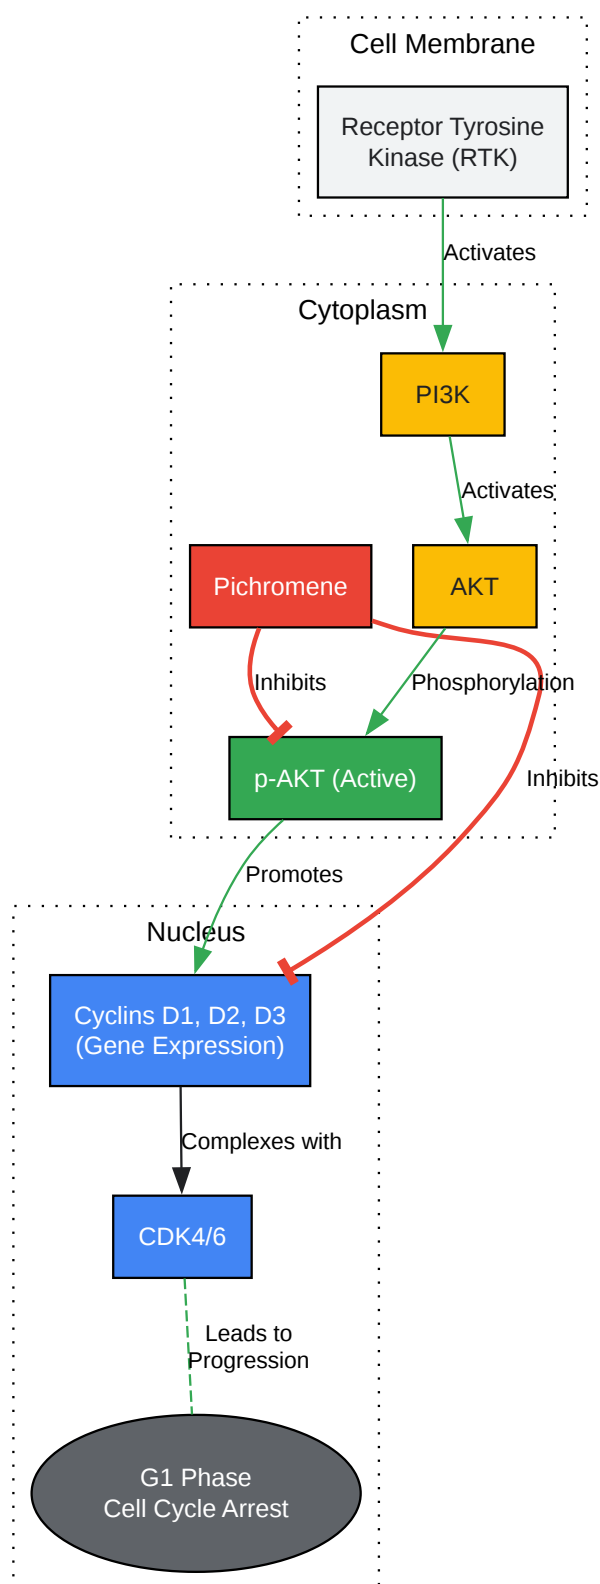 Cell Membrane
Receptor Tyrosine
Kinase (RTK)
Activates
Cytoplasm
PI3K
Activates
Pichromene
AKT
Inhibits
Phosphorylation
p-AKT (Active)
Inhibits
Promotes
Nucleus
Cyclins D1, D2, D3
(Gene Expression)
Complexes with
CDK4/6
Leads to
Progression
G1 Phase
Cell Cycle Arrest